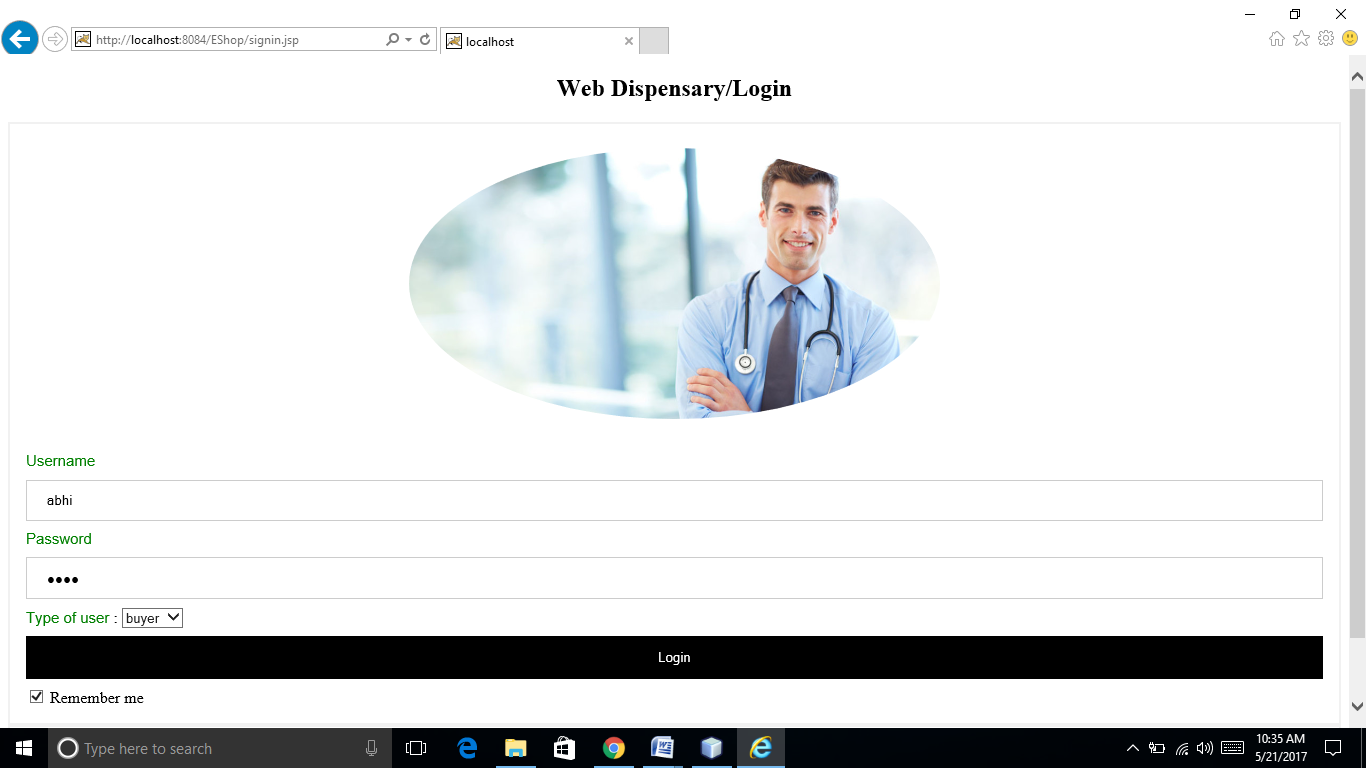 http://localhost:8084/EShop/signin.jsp
localhost
Web Dispensary/Login
Username
abhi
Password
••••
Type of user : buyer
Login
Remember me
Type here to search
10:35 AM
5/21/2017